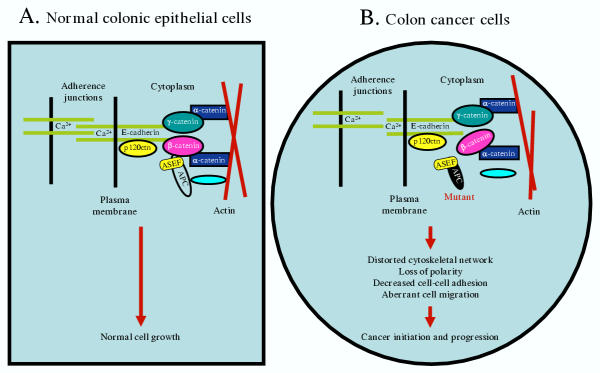 A. Normal colonic epithelial cells
Adherence
junctions
Cytoplasm
α-catenin
γ-catenin
Ca2+
Ca2+
E-cadherin
p120ctn
β-catenin
ASEF
α-catenin
APC
Plasma
membrane
Actin
Normal cell growth
B. Colon cancer cells
Adherence
junctions
Cytoplasm
α-catenin
γ-catenin
Ca2+
Ca2+
E-cadherin
p120ctn
β-catenin
α-catenin
ASEF
APC
Plasma
membrane
Mutant
Actin
Distorted cytoskeletal network
Loss of polarity
Decreased cell-cell adhesion
Aberrant cell migration
Cancer initiation and progression